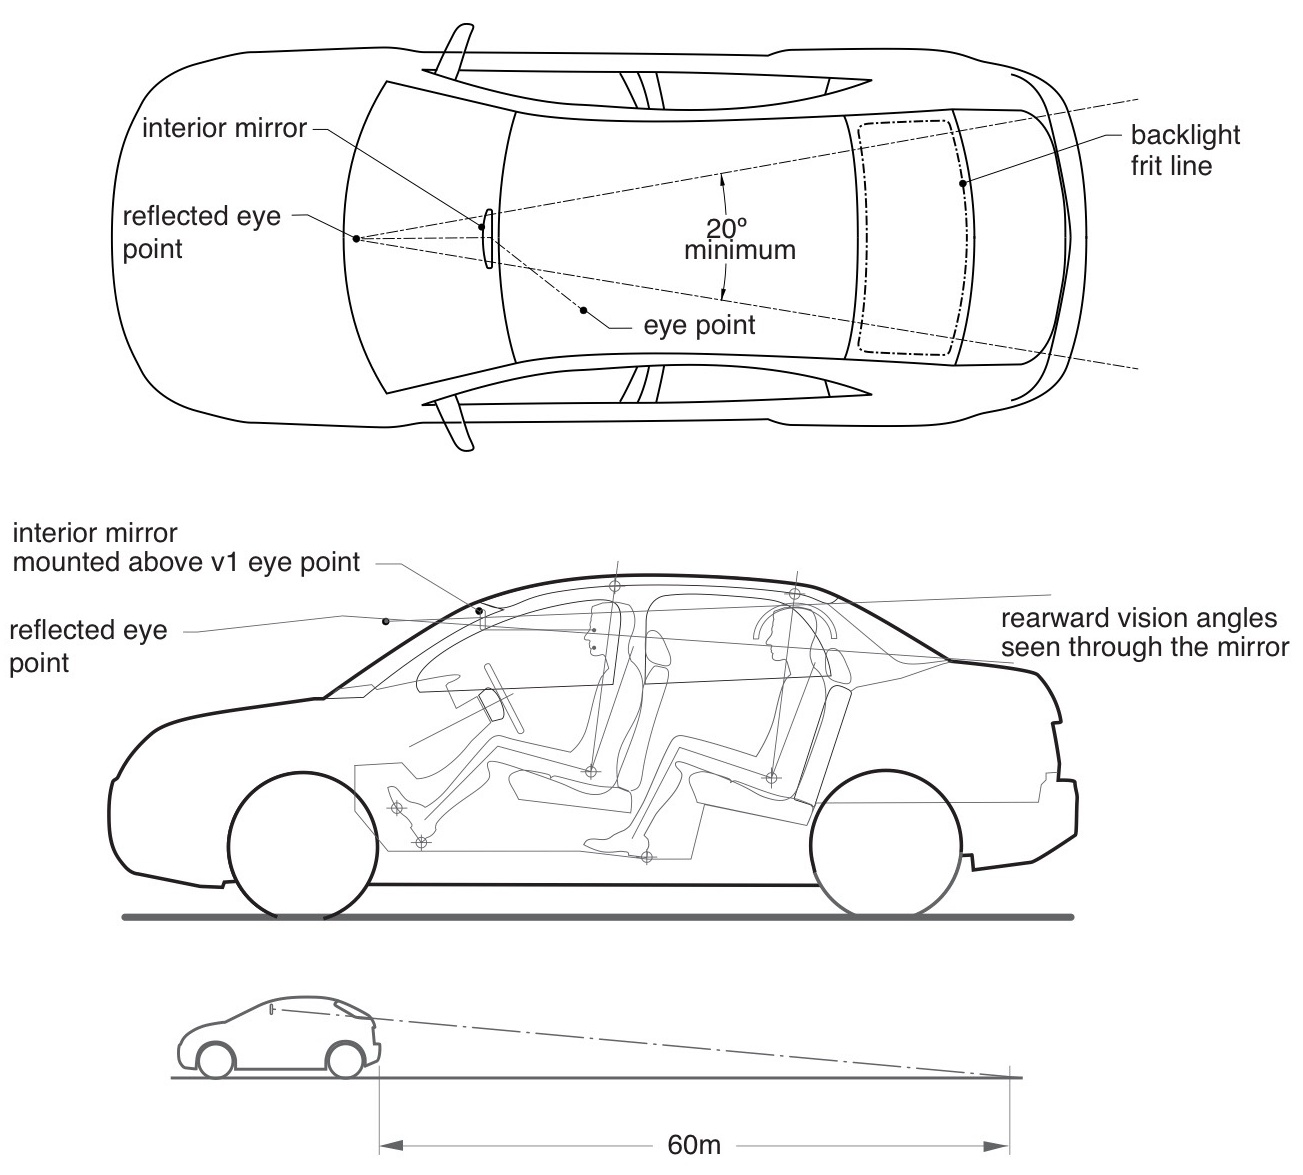 interior mirror
reflected eye
point
backlight
frit line
20º
minimum
eye point
interior mirror
mounted above v1 eye point
reflected eye
point
rearward vision angles
seen through the mirror
60m